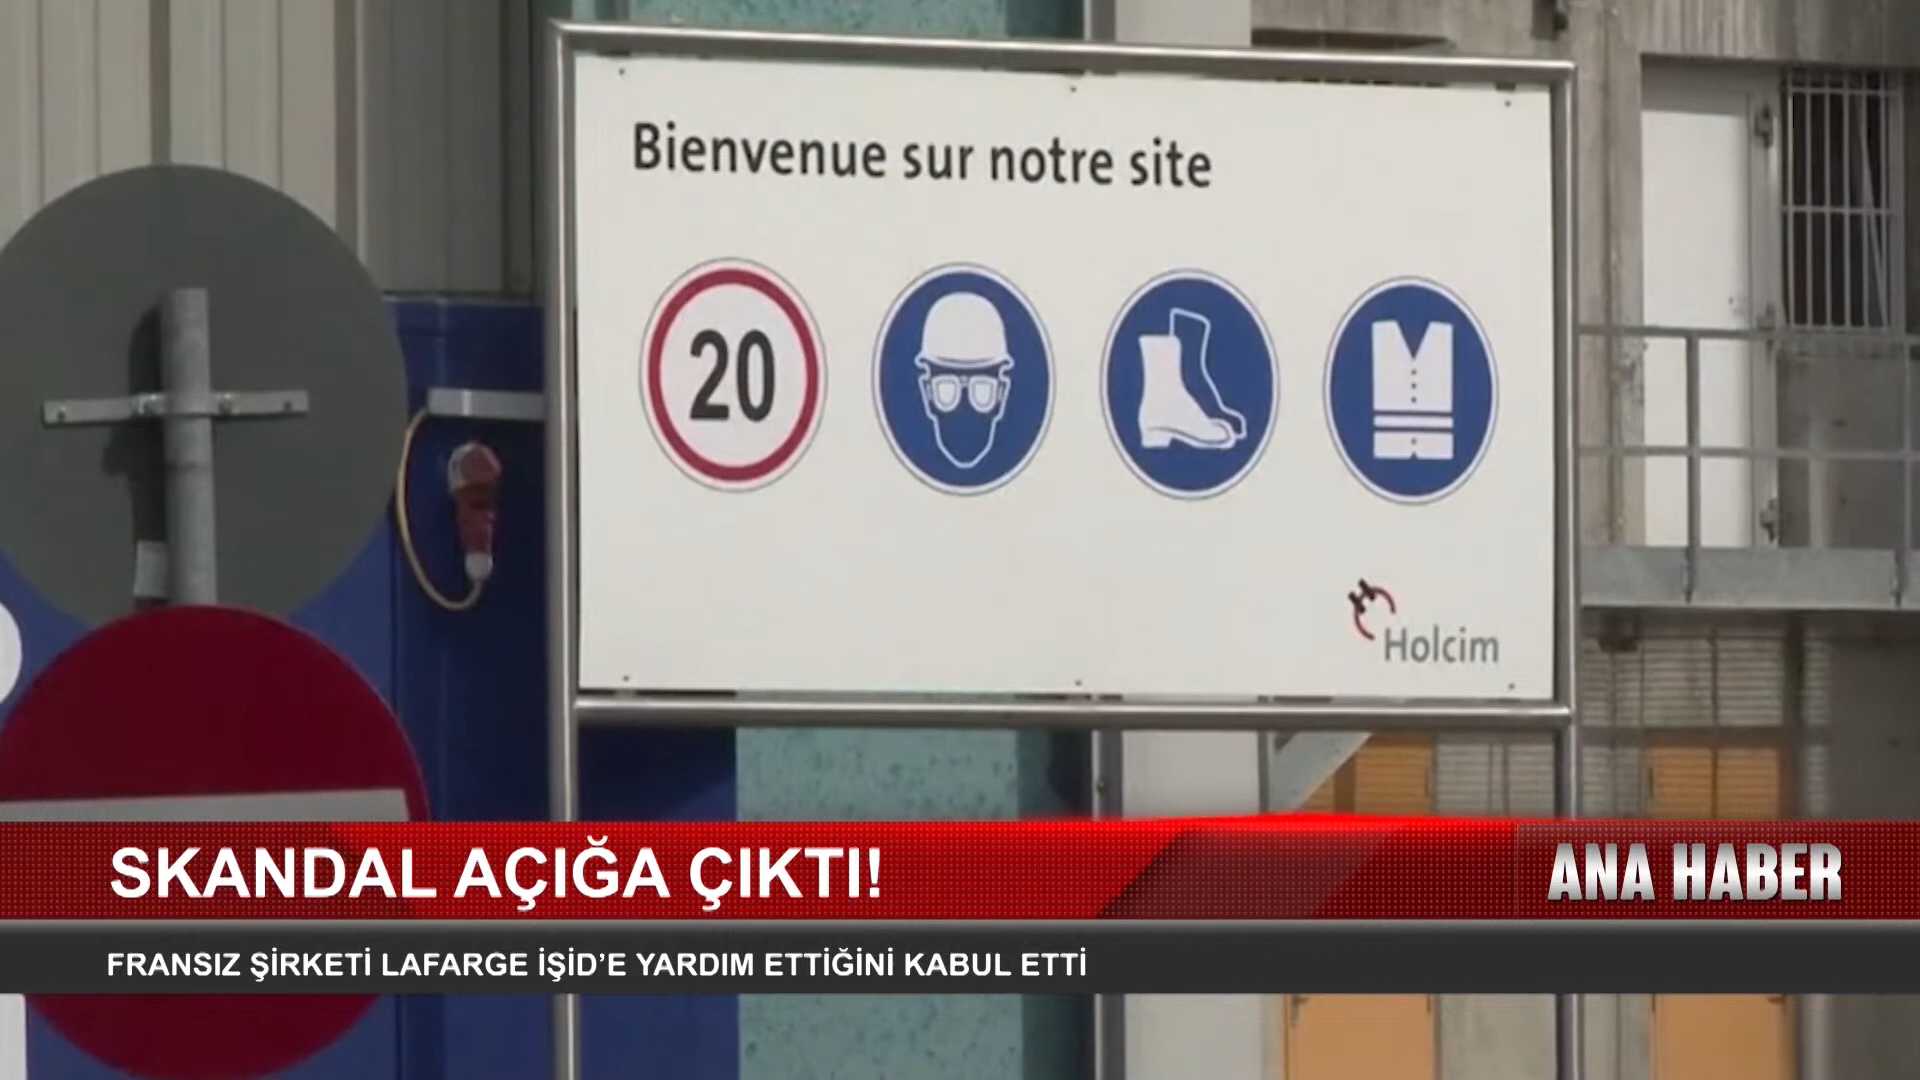 Bienvenue sur notre site
20
Holcim
SKANDAL AÇIĞA ÇIKTI!
ANA HABER
FRANSIZ ŞİRKETİ LAFARGE İŞİD’E YARDIM ETTİĞİNİ KABUL ETTİ